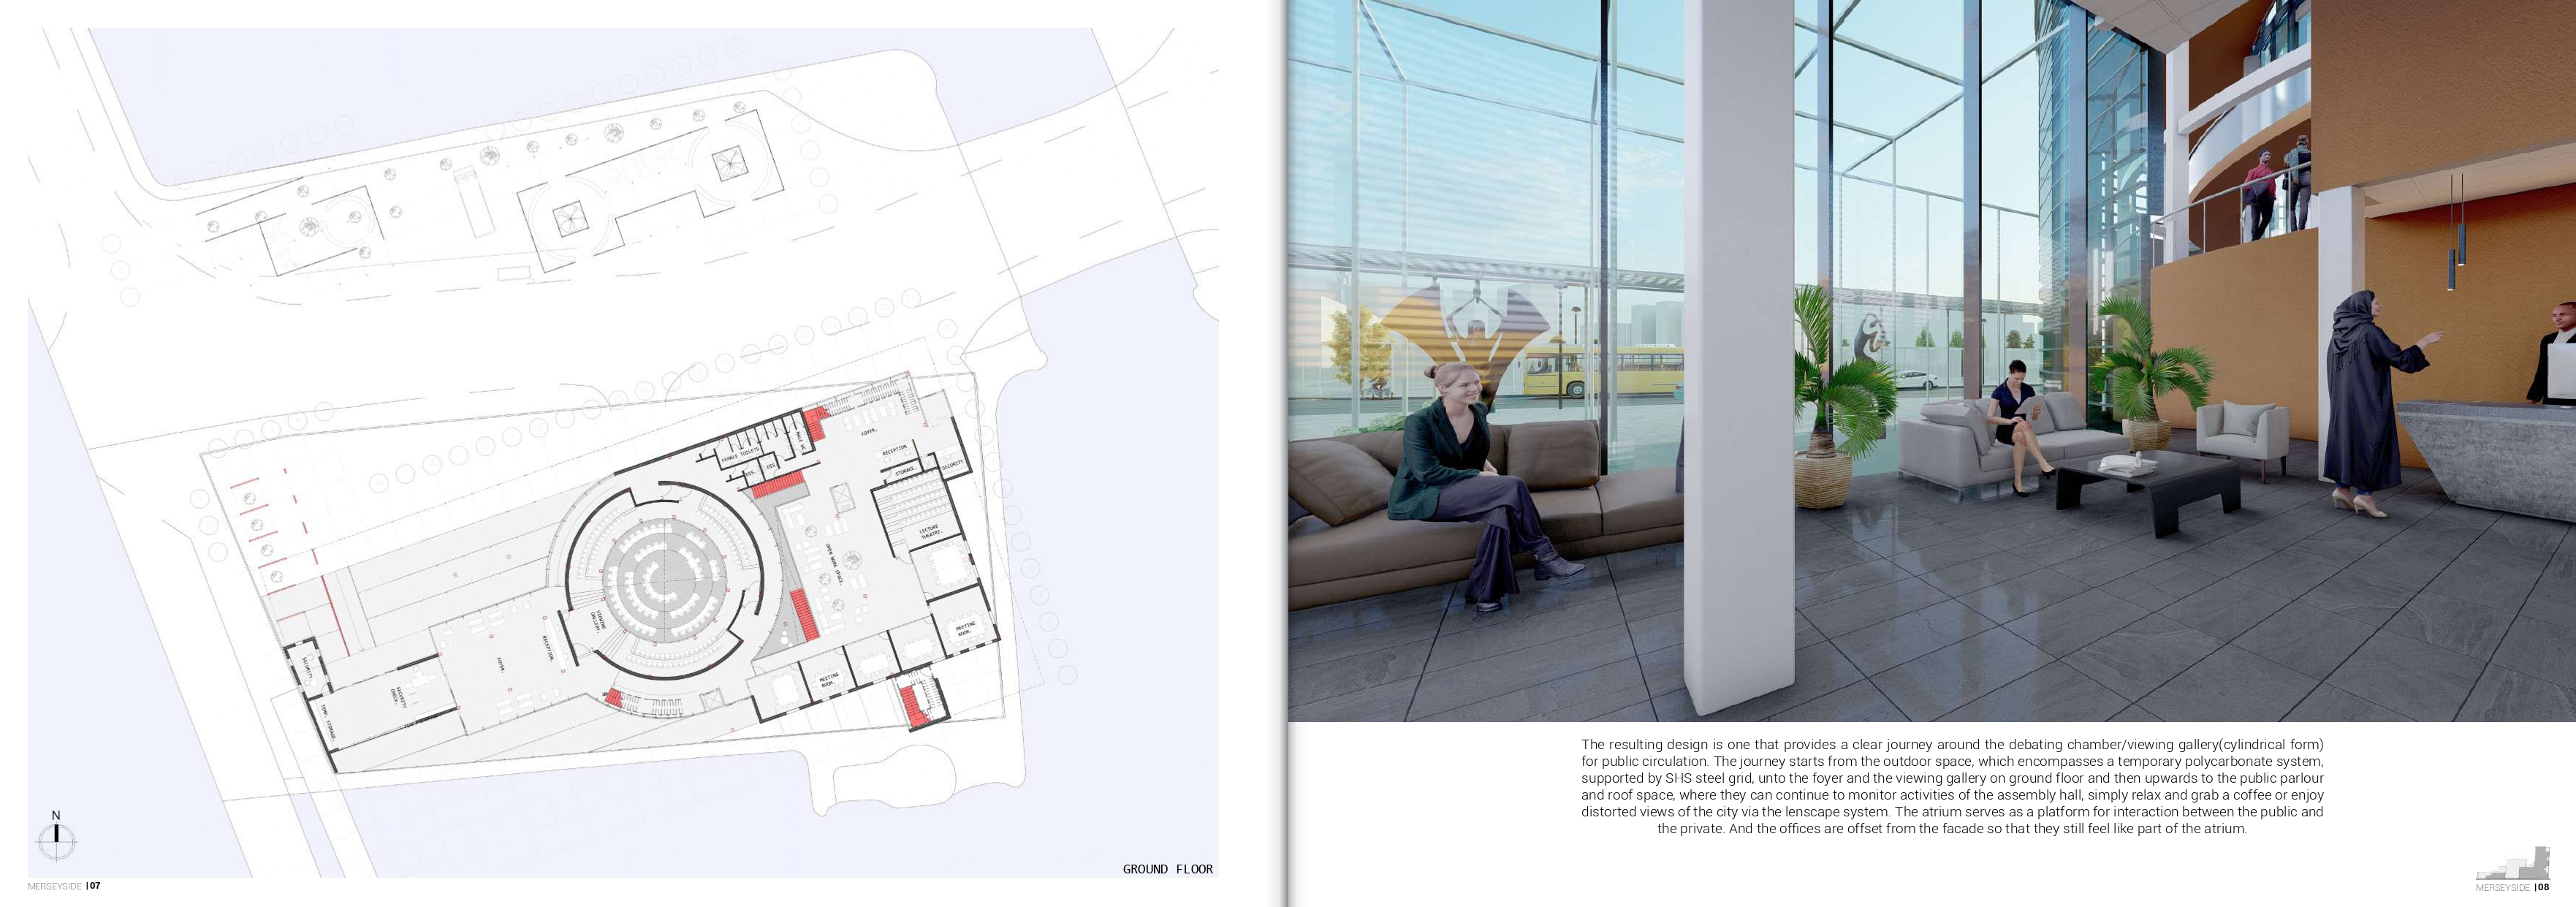 FOYER.
MALE WC
FEMALE TOILETS
DIS.
DIS.
RECEPTION
STORAGE.
SECURITY
LECTURE
THEATRE.
OPEN WORK SPACE.
VIEWING
GALLERY.
RECEPTION.
FOYER.
MEETING
ROOM.
MEETING
ROOM.
SECURITY.
SECURITY
CHECK.
TEMP. STORAGE.
N
GROUND FLOOR
MERSEYSIDE |07
The resulting design is one that provides a clear journey around the debating chamber/viewing gallery(cylindrical form)
for public circulation. The journey starts from the outdoor space, which encompasses a temporary polycarbonate system,
supported by SHS steel grid, unto the foyer and the viewing gallery on ground floor and then upwards to the public parlour
and roof space, where they can continue to monitor activities of the assembly hall, simply relax and grab a coffee or enjoy
distorted views of the city via the lenscape system. The atrium serves as a platform for interaction between the public and
the private. And the offices are offset from the facade so that they still feel like part of the atrium.
MERSEYSIDE |08